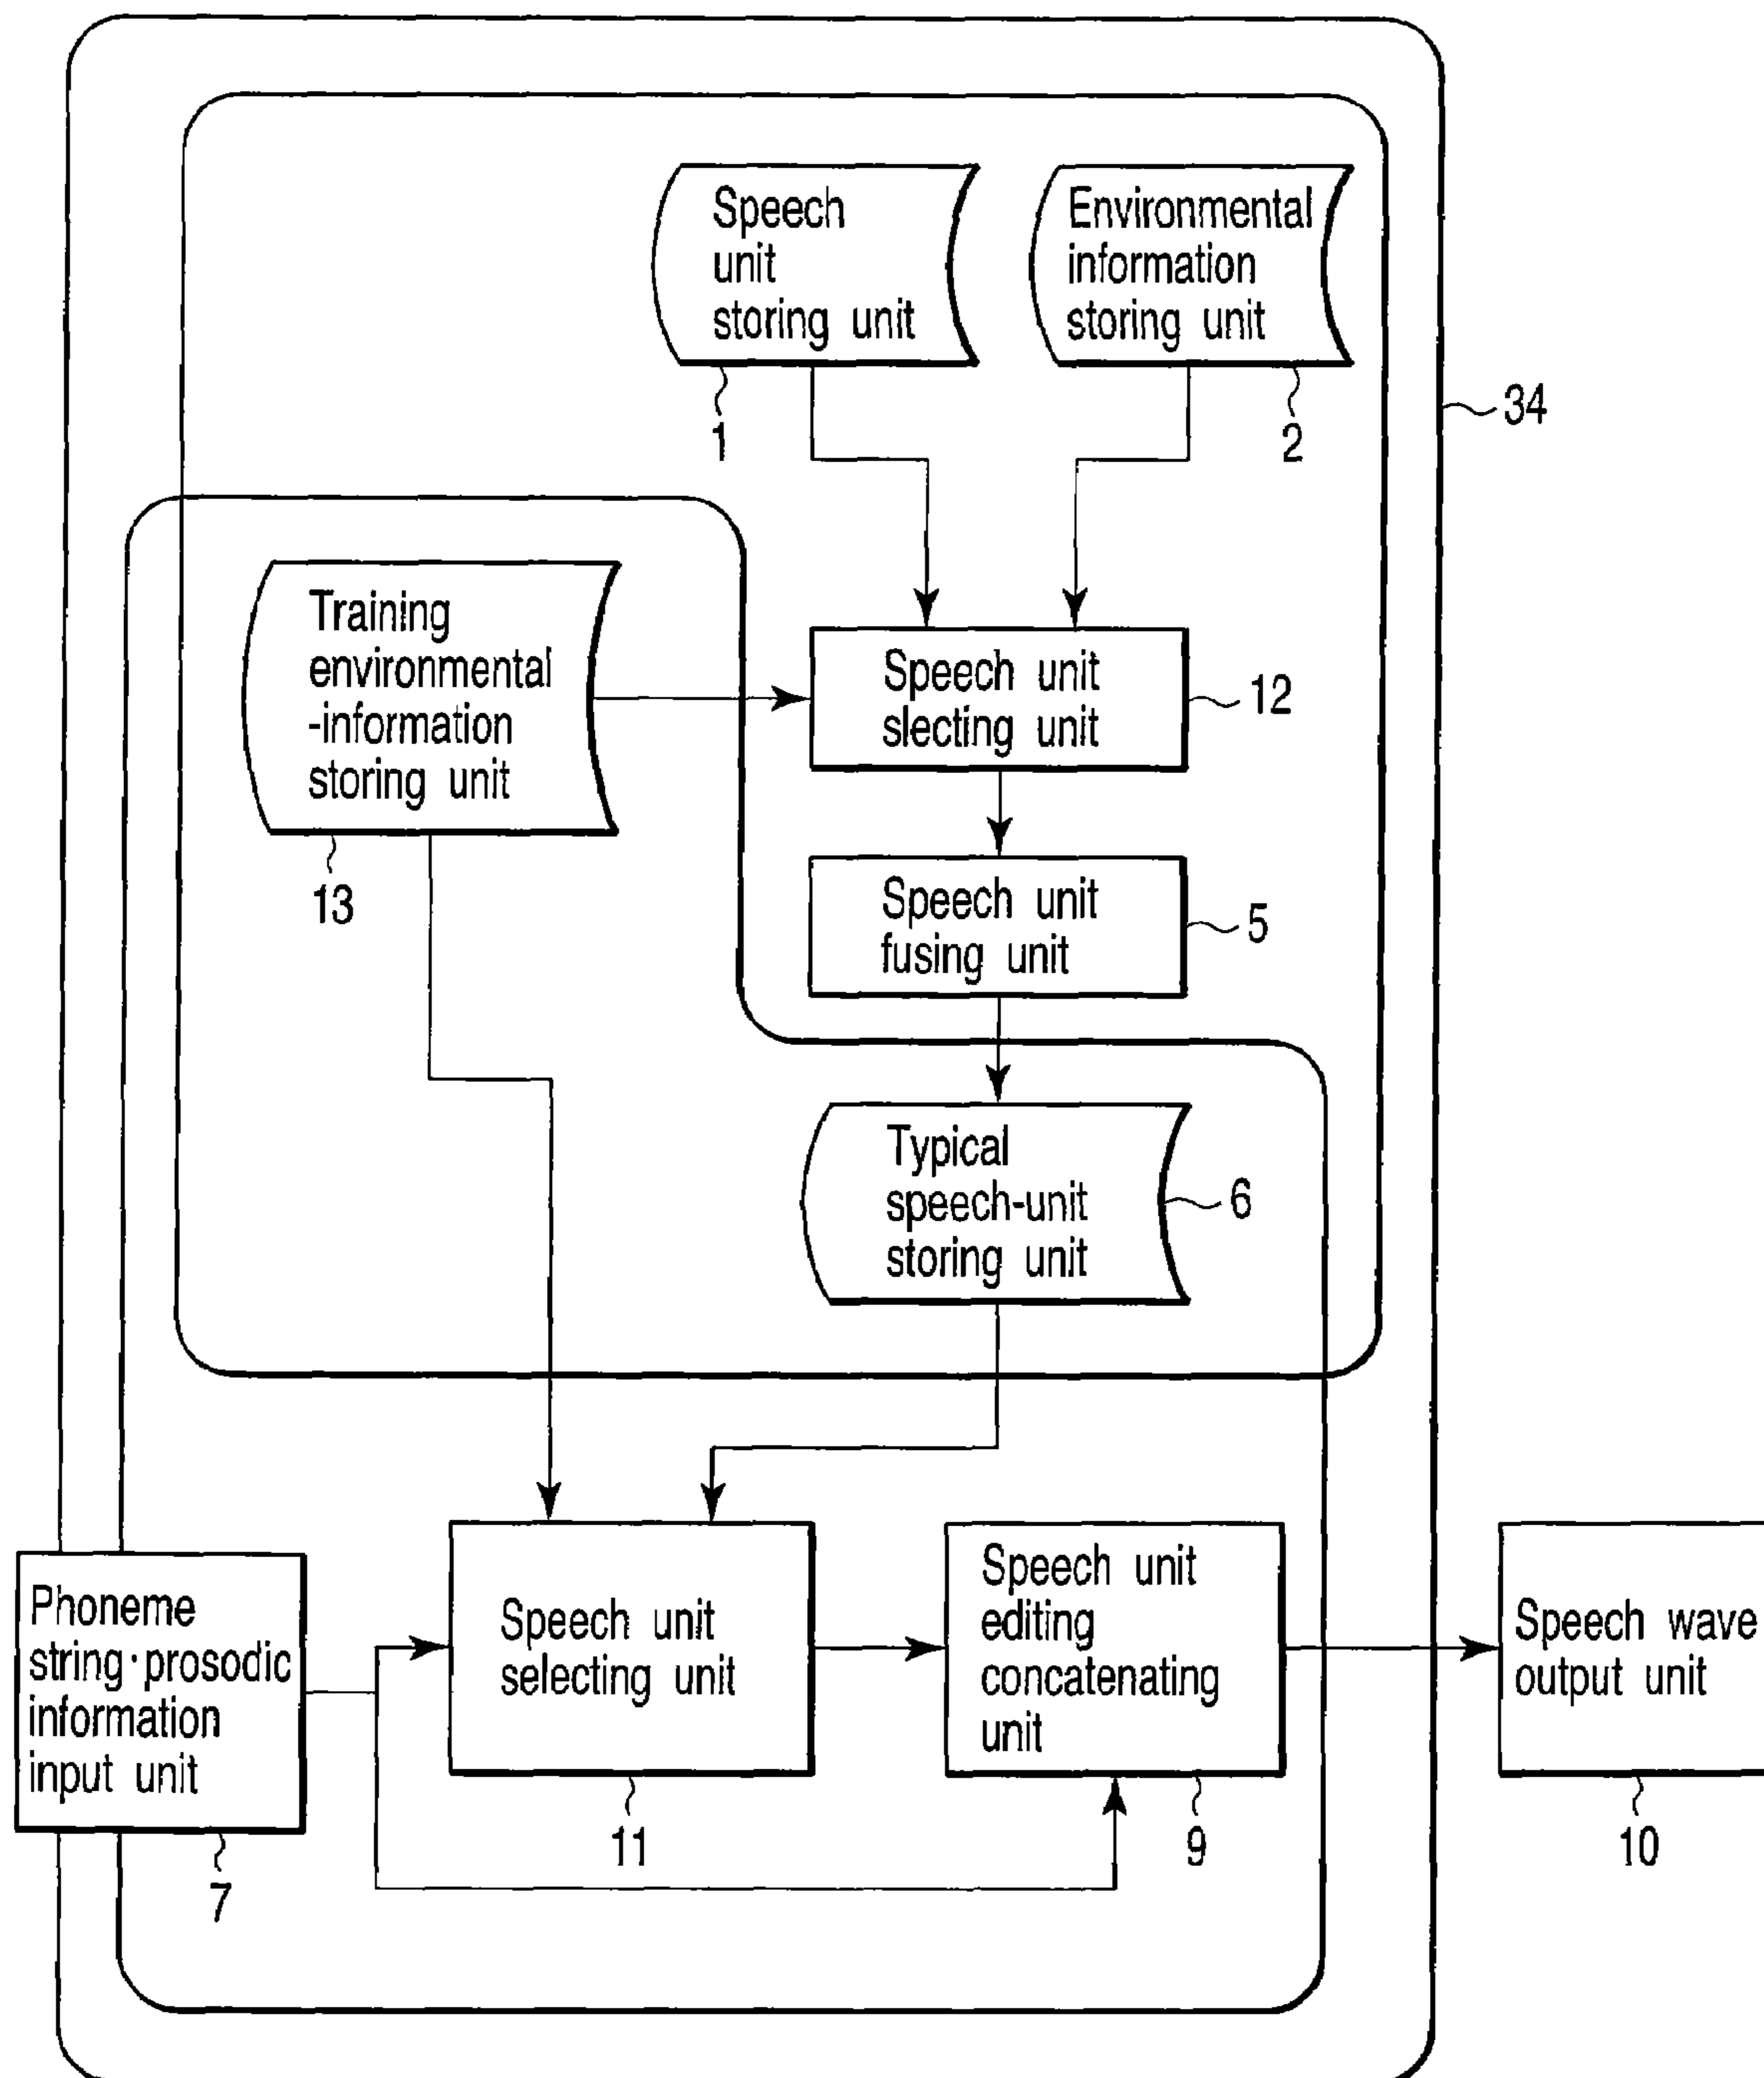 Speech
unit
storing unit
1
Environmental
information
storing unit
2
34
Training
environmental
-information
storing unit
13
Speech unit
slecting unit
12
Speech unit
fusing unit
5
Typical
speech-unit
storing unit
6
Phoneme
string·prosodic
information
input unit
7
Speech unit
selecting unit
11
Speech unit
editing
concatenating
unit
9
Speech wave
output unit
10